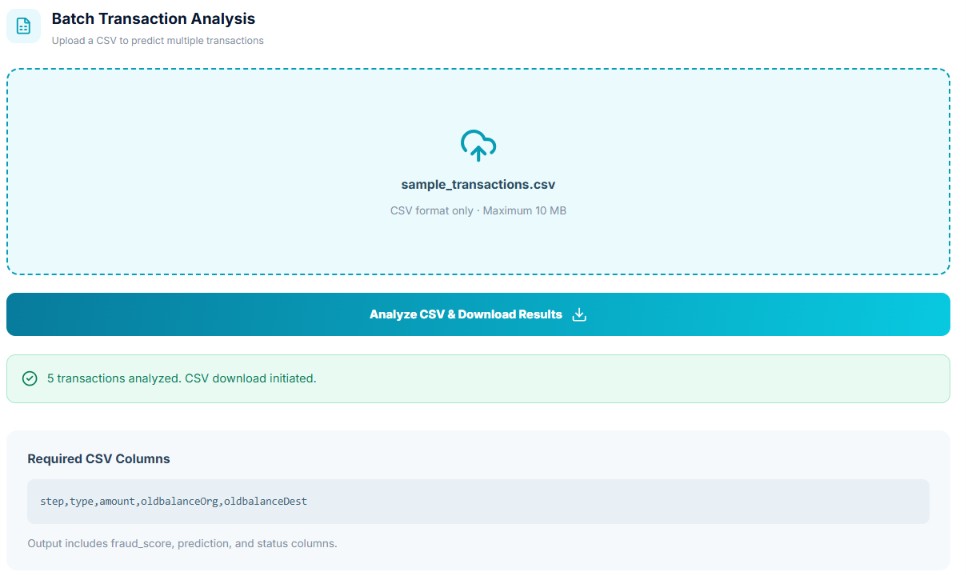 Batch Transaction Analysis
Upload a CSV to predict multiple transactions
sample_transactions.csv
CSV format only · Maximum 10 MB
Analyze CSV & Download Results
5 transactions analyzed. CSV download initiated.
Required CSV Columns
step,type,amount,oldbalanceOrg,oldbalanceDest
Output includes fraud_score, prediction, and status columns.